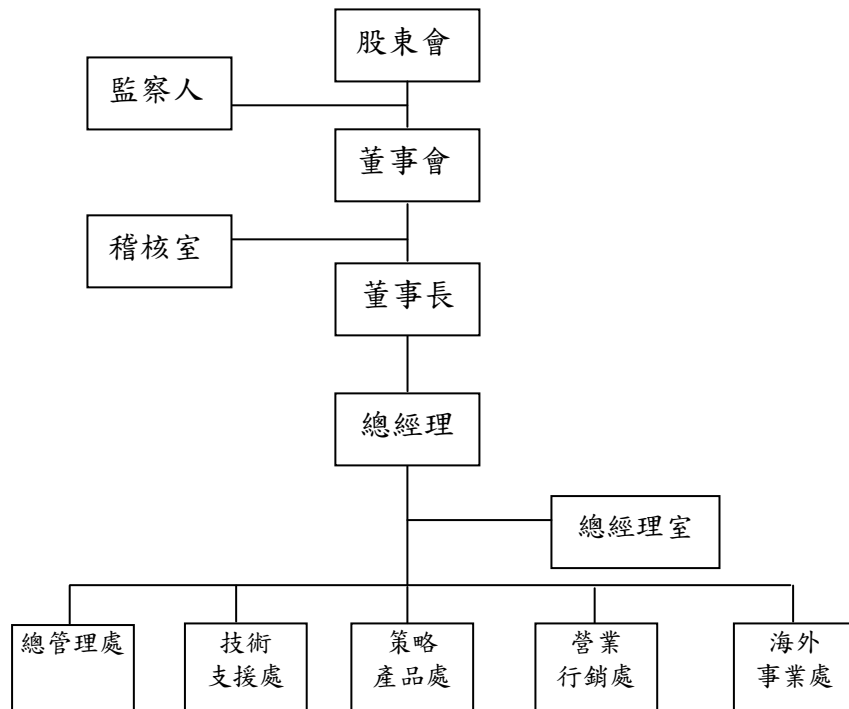 股東會
監察人
董事會
稽核室
董事長
總經理
總經理室
總管理處
技術
支援處
策略
產品處
營業
行銷處
海外
事業處